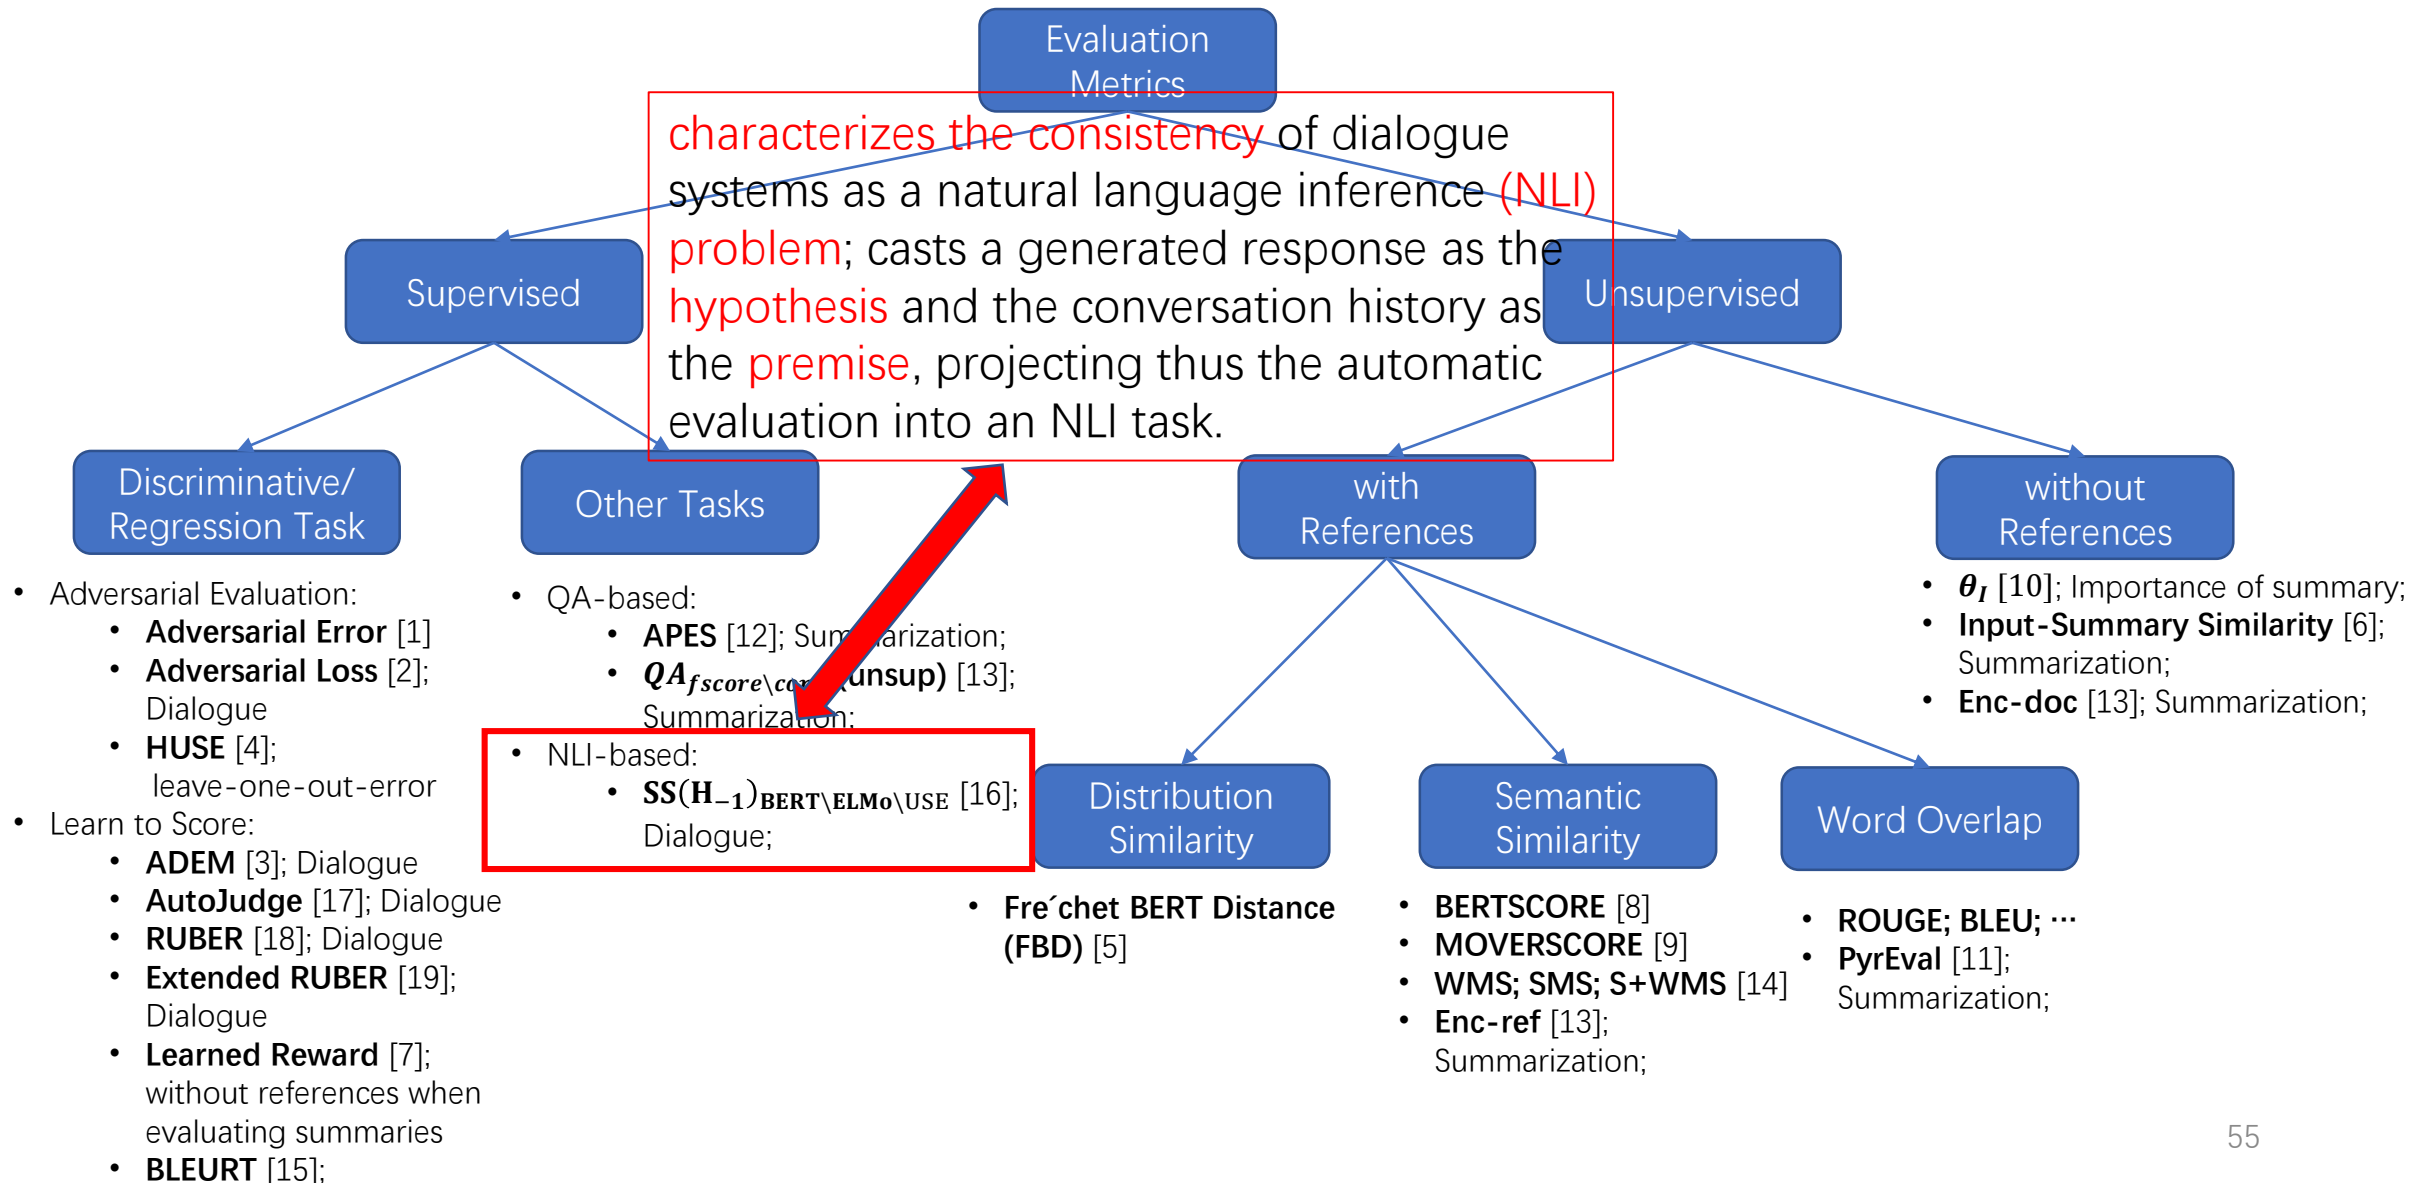 Evaluation
Metrics
characterizes the consistency of dialogue
systems as a natural language inference (NLI)
problem; casts a generated response as the
hypothesis and the conversation history as
the premise, projecting thus the automatic
evaluation into an NLI task.
Supervised
Unsupervised
Discriminative/
Regression Task
Other Tasks
with
References
without
References
• Adversarial Evaluation:
• Adversarial Error [1]
• Adversarial Loss [2];
Dialogue
• HUSE [4];
leave-one-out-error
• Learn to Score:
• ADEM [3]; Dialogue
• AutoJudge [17]; Dialogue
• RUBER [18]; Dialogue
• Extended RUBER [19];
Dialogue
• Learned Reward [7];
without references when
evaluating summaries
• BLEURT [15];
• QA-based:
• APES [12]; Summarization;
• QA_fscore\ (unsup) [13];
Summarization;
• NLI-based:
• SS(H₋₁)BERT\ELMo\USE [16];
Dialogue;
• θ_I [10]; Importance of summary;
• Input-Summary Similarity [6];
Summarization;
• Enc-doc [13]; Summarization;
Distribution
Similarity
Semantic
Similarity
Word Overlap
• Fre´chet BERT Distance
(FBD) [5]
• BERTSCORE [8]
• MOVERSCORE [9]
• WMS; SMS; S+WMS [14]
• Enc-ref [13];
Summarization;
• ROUGE; BLEU; ⋯
• PyrEval [11];
Summarization;
55